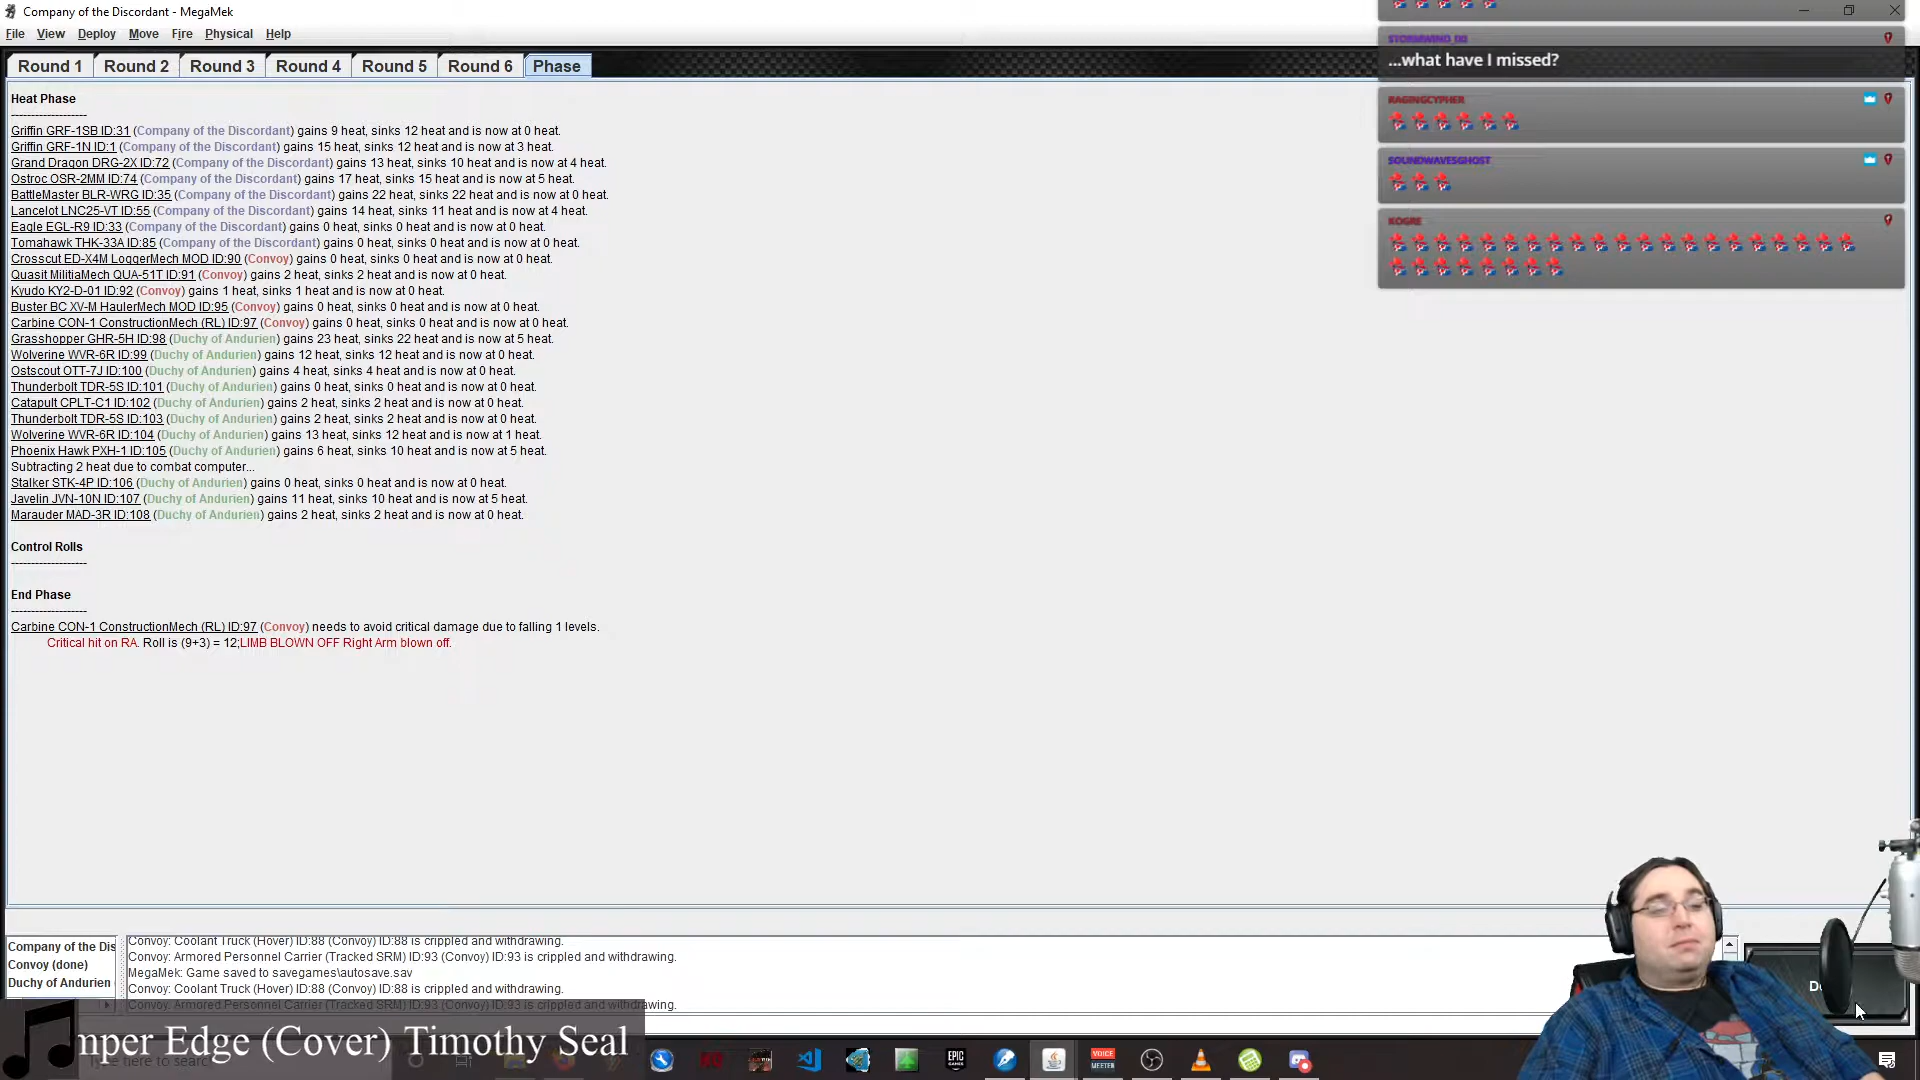 Company of the Discordant - MegaMek
File View Deploy Move Fire Physical Help
Round 1 Round 2 Round 3 Round 4 Round 5 Round 6 Phase
Heat Phase
-------------------
Griffin GRF-1SB ID:31 (Company of the Discordant) gains 9 heat, sinks 12 heat and is now at 0 heat.
Griffin GRF-1N ID:1 (Company of the Discordant) gains 15 heat, sinks 12 heat and is now at 3 heat.
Grand Dragon DRG-2X ID:72 (Company of the Discordant) gains 13 heat, sinks 10 heat and is now at 4 heat.
Ostroc OSR-2MM ID:74 (Company of the Discordant) gains 17 heat, sinks 15 heat and is now at 5 heat.
BattleMaster BLR-WRG ID:35 (Company of the Discordant) gains 22 heat, sinks 22 heat and is now at 0 heat.
Lancelot LNC25-VT ID:55 (Company of the Discordant) gains 14 heat, sinks 11 heat and is now at 4 heat.
Eagle EGL-R9 ID:33 (Company of the Discordant) gains 0 heat, sinks 0 heat and is now at 0 heat.
Tomahawk THK-33A ID:85 (Company of the Discordant) gains 0 heat, sinks 0 heat and is now at 0 heat.
Crosscut ED-X4M LoggerMech MOD ID:90 (Convoy) gains 0 heat, sinks 0 heat and is now at 0 heat.
Quasit MilitiaMech QUA-51T ID:91 (Convoy) gains 2 heat, sinks 2 heat and is now at 0 heat.
Kyudo KY2-D-01 ID:92 (Convoy) gains 1 heat, sinks 1 heat and is now at 0 heat.
Buster BC XV-M HaulerMech MOD ID:95 (Convoy) gains 0 heat, sinks 0 heat and is now at 0 heat.
Carbine CON-1 ConstructionMech (RL) ID:97 (Convoy) gains 0 heat, sinks 0 heat and is now at 0 heat.
Grasshopper GHR-5H ID:98 (Duchy of Andurien) gains 23 heat, sinks 22 heat and is now at 5 heat.
Wolverine WVR-6R ID:99 (Duchy of Andurien) gains 12 heat, sinks 12 heat and is now at 0 heat.
Ostscout OTT-7J ID:100 (Duchy of Andurien) gains 4 heat, sinks 4 heat and is now at 0 heat.
Thunderbolt TDR-5S ID:101 (Duchy of Andurien) gains 0 heat, sinks 0 heat and is now at 0 heat.
Catapult CPLT-C1 ID:102 (Duchy of Andurien) gains 2 heat, sinks 2 heat and is now at 0 heat.
Thunderbolt TDR-5S ID:103 (Duchy of Andurien) gains 2 heat, sinks 2 heat and is now at 0 heat.
Wolverine WVR-6R ID:104 (Duchy of Andurien) gains 13 heat, sinks 12 heat and is now at 1 heat.
Phoenix Hawk PXH-1 ID:105 (Duchy of Andurien) gains 6 heat, sinks 10 heat and is now at 5 heat.
Subtracting 2 heat due to combat computer...
Stalker STK-4P ID:106 (Duchy of Andurien) gains 0 heat, sinks 0 heat and is now at 0 heat.
Javelin JVN-10N ID:107 (Duchy of Andurien) gains 11 heat, sinks 10 heat and is now at 5 heat.
Marauder MAD-3R ID:108 (Duchy of Andurien) gains 2 heat, sinks 2 heat and is now at 0 heat.
Control Rolls
-------------------
End Phase
-------------------
Carbine CON-1 ConstructionMech (RL) ID:97 (Convoy) needs to avoid critical damage due to falling 1 levels.
Critical hit on RA. Roll is (9+3) = 12;LIMB BLOWN OFF Right Arm blown off.
...what have I missed?
RAGINGCYPHER
SOUNDWAVESGHOST
KOGRE
Company of the Dis
Convoy (done)
Duchy of Andurien
Convoy: Coolant Truck (Hover) ID:88 (Convoy) ID:88 is crippled and withdrawing.
Convoy: Armored Personnel Carrier (Tracked SRM) ID:93 (Convoy) ID:93 is crippled and withdrawing.
MegaMek: Game saved to savegames\autosave.sav
Convoy: Coolant Truck (Hover) ID:88 (Convoy) ID:88 is crippled and withdrawing.
Convoy: Armored Personnel Carrier (Tracked SRM) ID:93 (Convoy) ID:93 is crippled and withdrawing.
mper Edge (Cover) Timothy Seal
EPIC
VOICE
MEETER